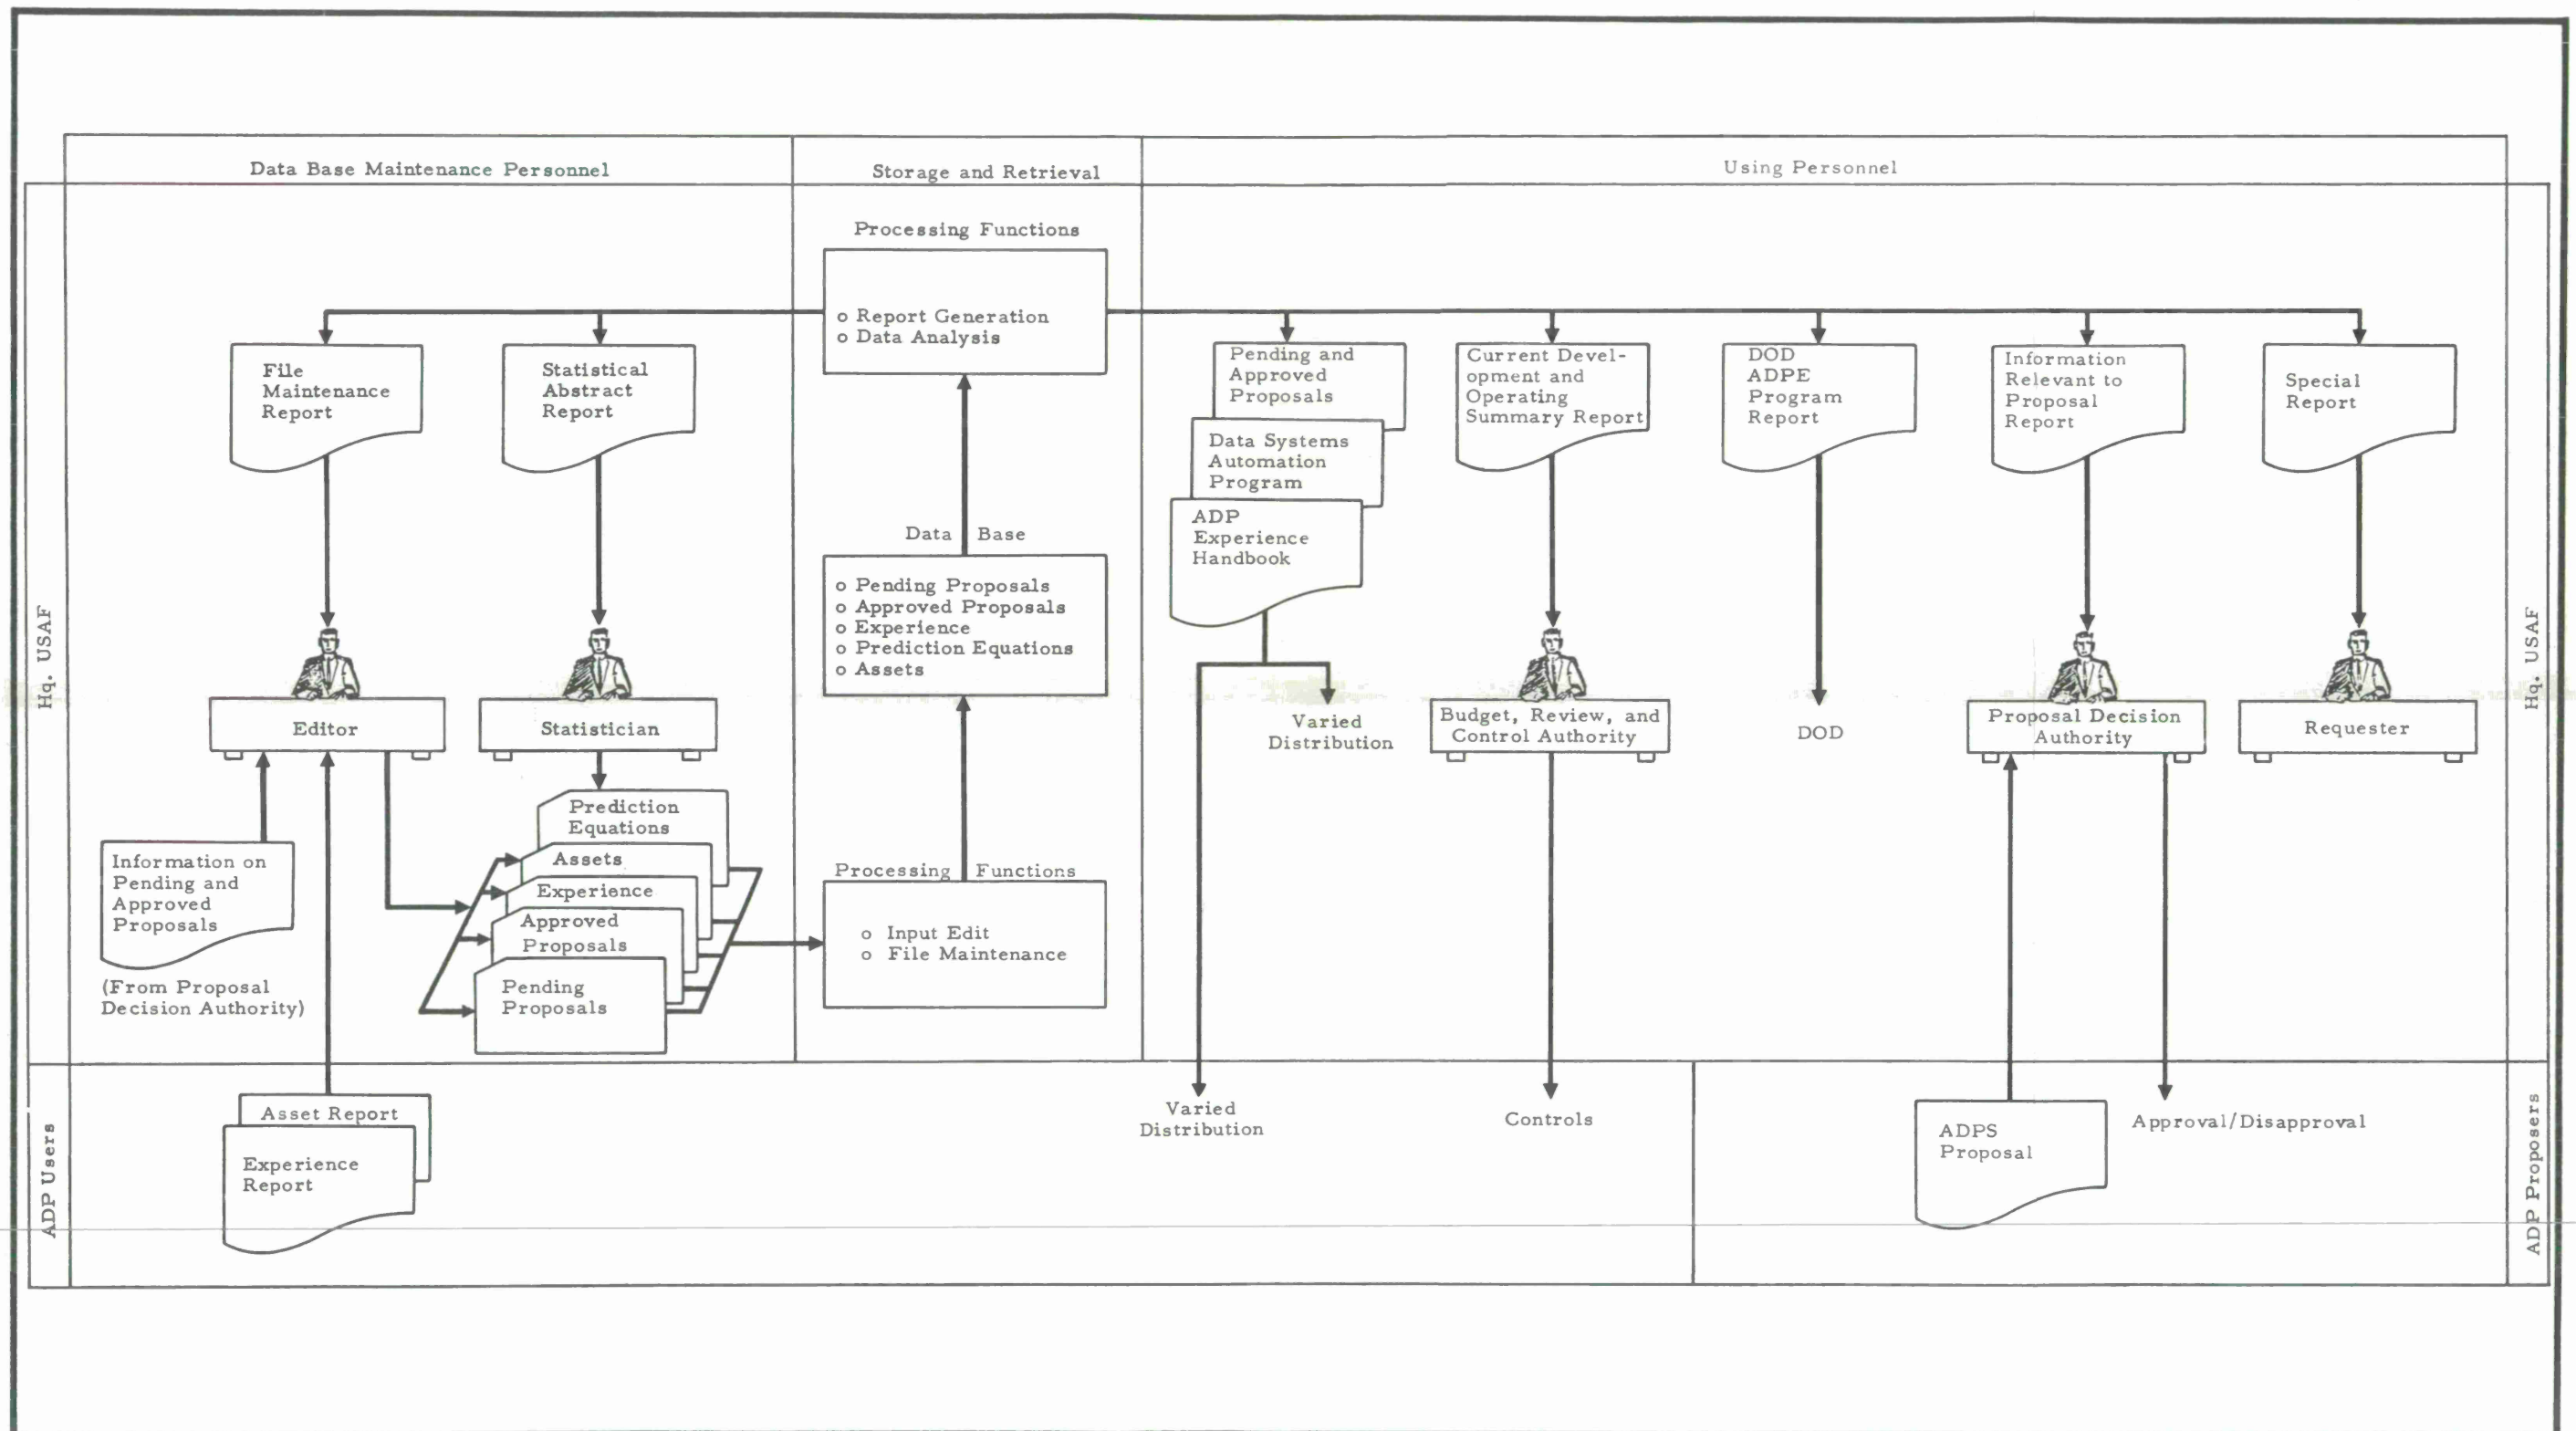 Data Base Maintenance Personnel
Storage and Retrieval
Using Personnel
Hq. USAF
Processing Functions
o Report Generation
o Data Analysis
File
Maintenance
Report
Statistical
Abstract
Report
Pending and
Approved
Proposals
Data Systems
Automation
Program
ADP
Experience
Handbook
Current Devel-
opment and
Operating
Summary Report
DOD
ADPE
Program
Report
Information
Relevant to
Proposal
Report
Special
Report
Data Base
o Pending Proposals
o Approved Proposals
o Experience
o Prediction Equations
o Assets
Editor
Statistician
Varied
Distribution
Budget, Review, and
Control Authority
DOD
Proposal Decision
Authority
Requester
Hq. USAF
Information on
Pending and
Approved
Proposals
(From Proposal
Decision Authority)
Prediction
Equations
Assets
Experience
Approved
Proposals
Pending
Proposals
Processing Functions
o Input Edit
o File Maintenance
ADP Users
Asset Report
Experience
Report
Varied
Distribution
Controls
ADPS
Proposal
Approval/Disapproval
ADP Proposers